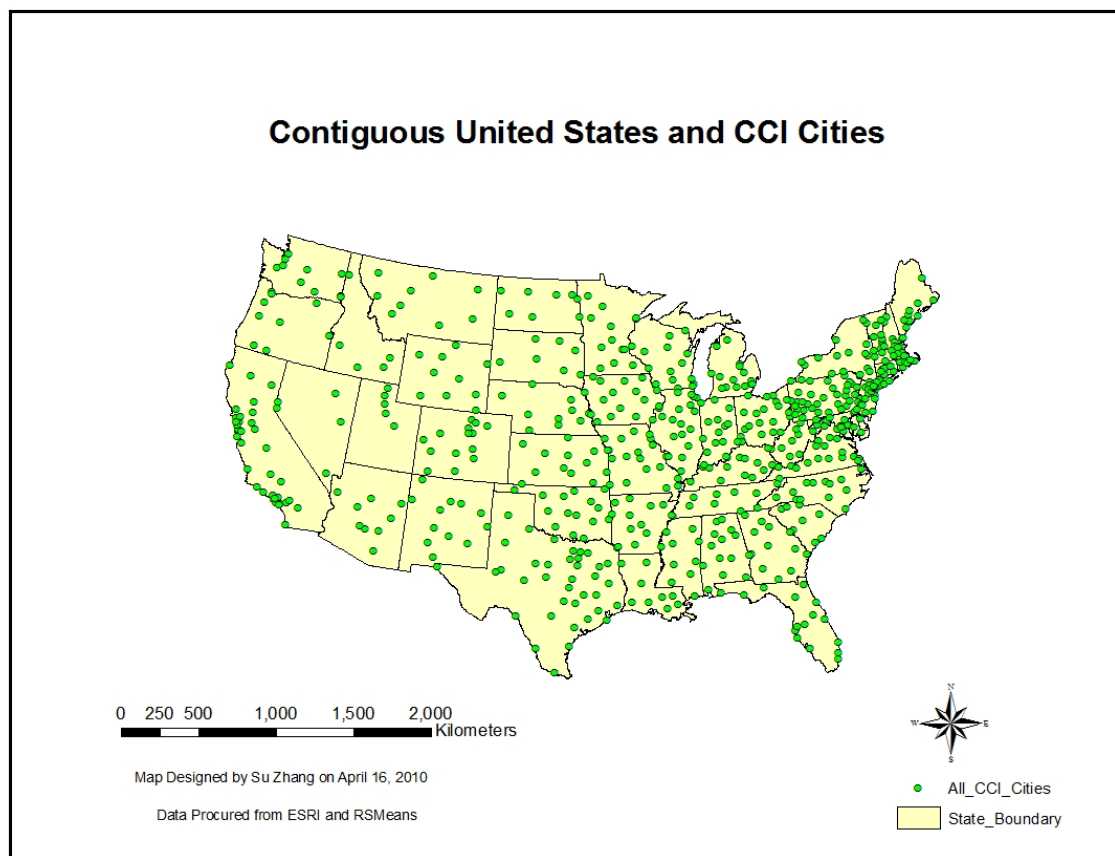 Contiguous United States and CCI Cities
0 250 500 1,000 1,500 2,000
Kilometers
N
W E
S
Map Designed by Su Zhang on April 16, 2010
Data Procured from ESRI and RSMeans
All_CCI_Cities
State_Boundary